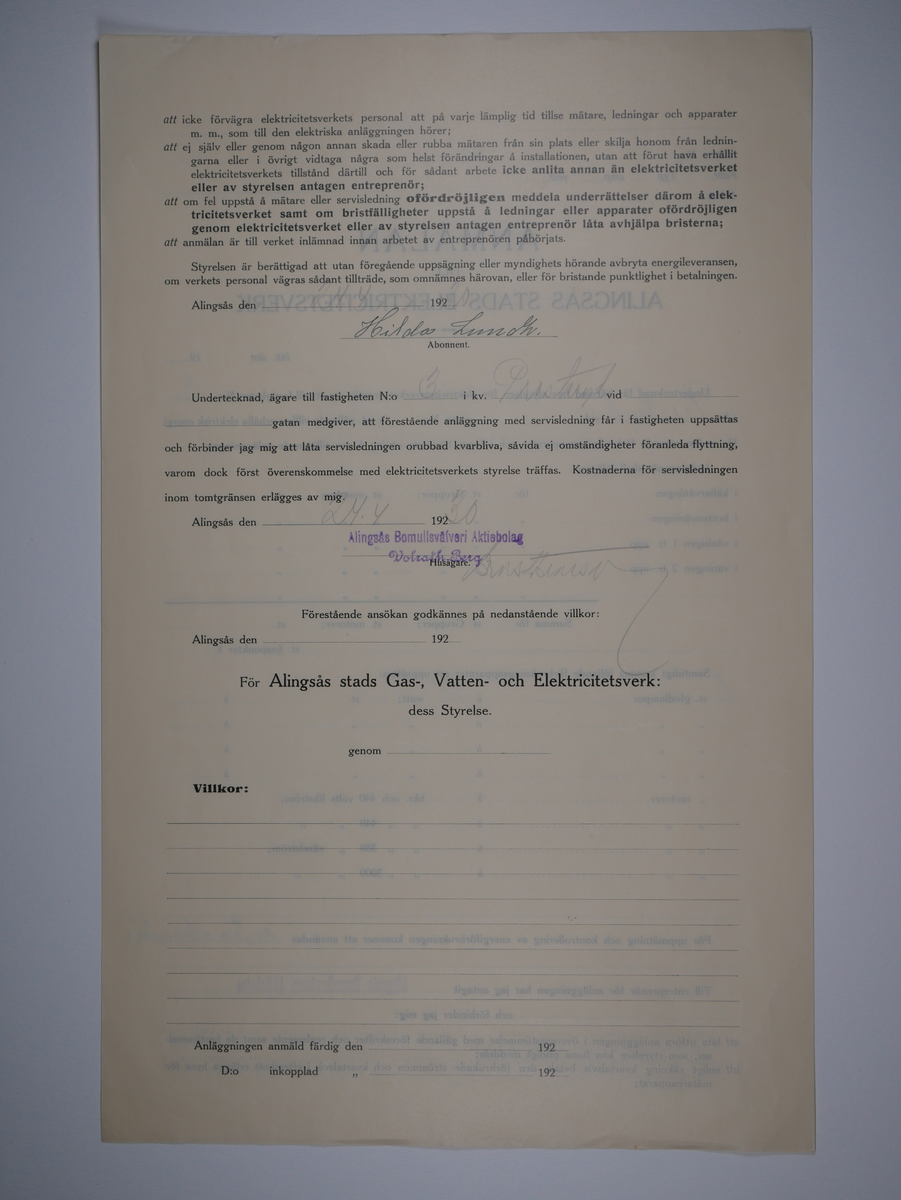 att icke förvägra elektricitetsverkets personal att på varje lämplig tid tillse mätare, ledningar och apparater
m. m., som till den elektriska anläggningen hörer;
att ej själv eller genom någon annan skada eller rubba mätaren från sin plats eller skilja honom från lednin-
garna eller i övrigt vidtaga några som helst förändringar å installationen, utan att förut hava erhållit
elektricitetsverkets tillstånd därtill och för sådant arbete icke anlita annan än elektricitetsverket
eller av styrelsen antagen entreprenör;
att om fel uppstå å mätare eller servisledning ofördröjligen meddela underrättelser därom å elek-
tricitetsverket samt om bristfälligheter uppstå å ledningar eller apparater ofördröjligen
genom elektricitetsverket eller av styrelsen antagen entreprenör låta avhjälpa bristerna;
att anmälan är till verket inlämnad innan arbetet av entreprenören påbörjats.
Styrelsen är berättigad att utan föregående uppsägning eller myndighets hörande avbryta energileveransen,
om verkets personal vägras sådant tillträde, som omnämnes härovan, eller för bristande punktlighet i betalningen.
Alingsås den 192
Hilda Lundh.
Abonnent.
Undertecknad, ägare till fastigheten N:o 3 i kv. vid
gatan medgiver, att förestående anläggning med servisledning får i fastigheten uppsättas
och förbinder jag mig att låta servisledningen orubbad kvarbliva, såvida ej omständigheter föranleda flyttning,
varom dock först överenskommelse med elektricitetsverkets styrelse träffas. Kostnaderna för servisledningen
inom tomtgränsen erlägges av mig.
Alingsås den 24.4 192 30
Alingsås Bomullsväfveri Aktiebolag
Volrath Berg
Husägare.
Förestående ansökan godkännes på nedanstående villkor:
Alingsås den 192
För Alingsås stads Gas-, Vatten- och Elektricitetsverk:
dess Styrelse.
genom
Villkor:
Anläggningen anmäld färdig den 192
D:o inkopplad „ 192